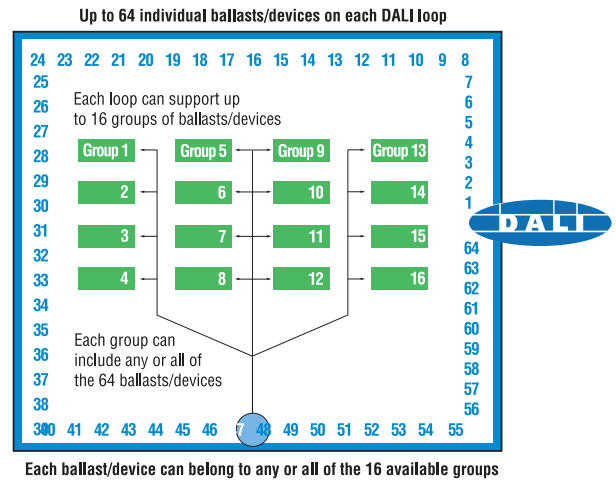 Up to 64 individual ballasts/devices on each DALI loop
24 23 22 21 20 19 18 17 16 15 14 13 12 11 10 9 8
25 7
26 6
27 5
28 4
29 3
30 2
31 1
32 64
33 63
34 62
35 61
36 60
37 59
38 58
57
56
Each loop can support up
to 16 groups of ballasts/devices
Group 1 Group 5 Group 9 Group 13
2 6 10 14
3 7 11 15
4 8 12 16
DALI
Each group can
include any or all of
the 64 ballasts/devices
39 40 41 42 43 44 45 46 47 48 49 50 51 52 53 54 55
Each ballast/device can belong to any or all of the 16 available groups